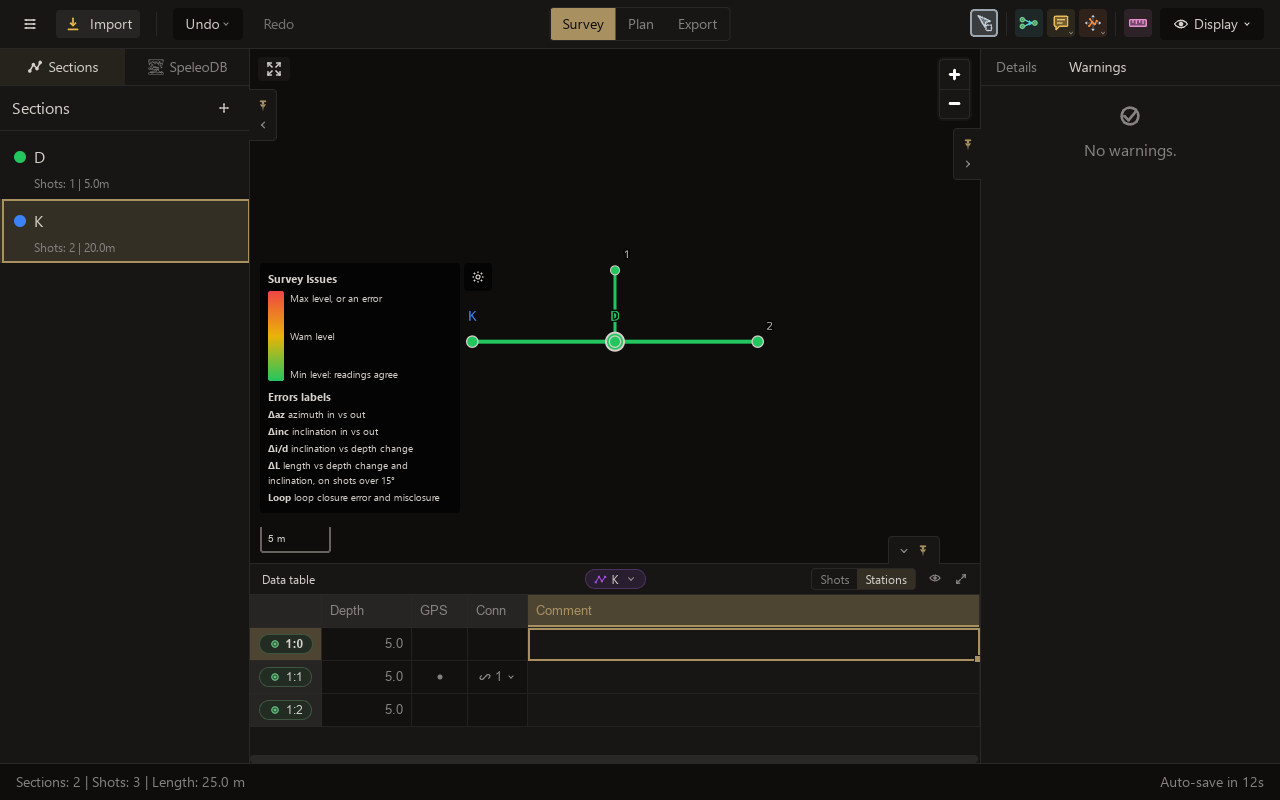 Import
Undo
Redo
Survey
Plan
Export
Display
Sections
SpeleoDB
Details
Warnings
Sections
No warnings.
D
Shots: 1 | 5.0m
K
Shots: 2 | 20.0m
1
K
D
2
Survey Issues
Max level, or an error
Warn level
Min level: readings agree
Errors labels
Δaz azimuth in vs out
Δinc inclination in vs out
Δi/d inclination vs depth change
ΔL length vs depth change and
inclination, on shots over 15°
Loop loop closure error and misclosure
5 m
Data table
K
Shots
Stations
Depth
GPS
Conn
Comment
1:0
5.0
1:1
5.0
1
1:2
5.0
Sections: 2 | Shots: 3 | Length: 25.0 m
Auto-save in 12s